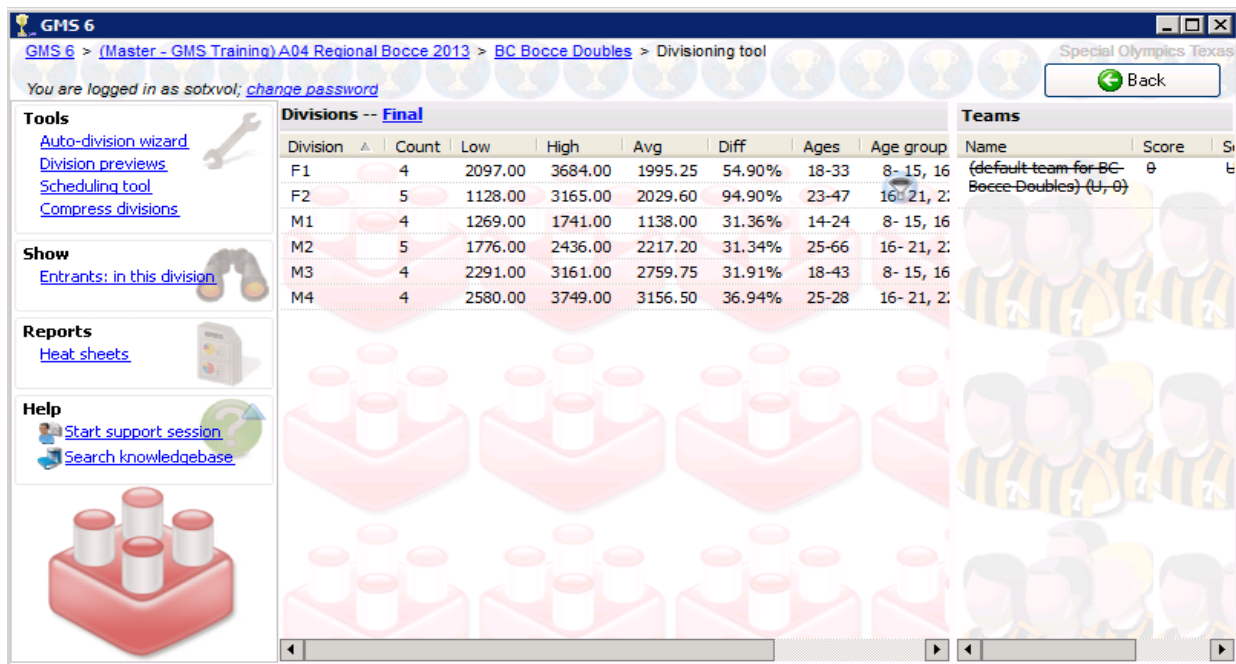 GMS 6
GMS 6 > (Master - GMS Training) A04 Regional Bocce 2013 > BC Bocce Doubles > Divisioning tool
Special Olympics Texas
You are logged in as sotxvol; change password
Back
Tools
Auto-division wizard
Division previews
Scheduling tool
Compress divisions
Show
Entrants: in this division
Reports
Heat sheets
Help
Start support session
Search knowledgebase
Divisions -- Final
Division Count Low High Avg Diff Ages Age group
F1 4 2097.00 3684.00 1995.25 54.90% 18-33 8- 15, 16
F2 5 1128.00 3165.00 2029.60 94.90% 23-47 16- 21,
M1 4 1269.00 1741.00 1138.00 31.36% 14-24 8- 15, 16
M2 5 1776.00 2436.00 2217.20 31.34% 25-66 16- 21,
M3 4 2291.00 3161.00 2759.75 31.91% 18-43 8- 15, 16
M4 4 2580.00 3749.00 3156.50 36.94% 25-28 16- 21,
Teams
Name Score
(default team for BC 0
Bocce Doubles) (U, 0)